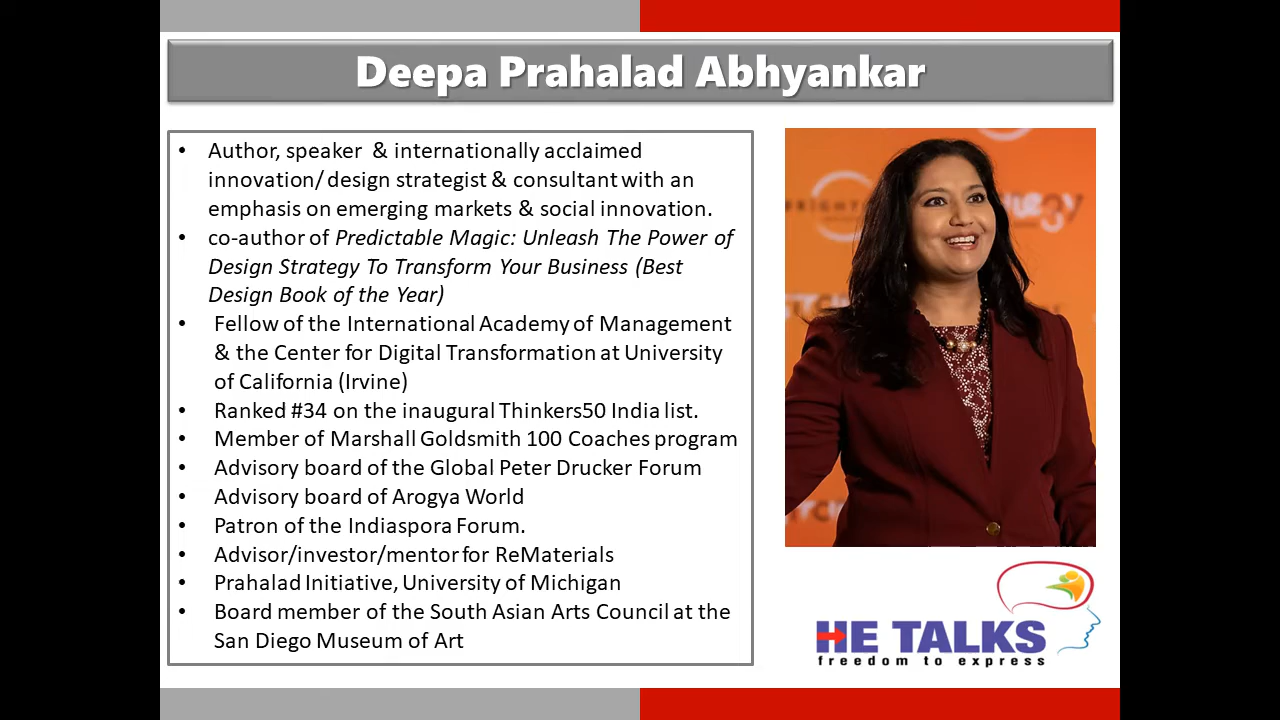 Deepa Prahalad Abhyankar
• Author, speaker & internationally acclaimed
innovation/ design strategist & consultant with an
emphasis on emerging markets & social innovation.
• co-author of Predictable Magic: Unleash The Power of
Design Strategy To Transform Your Business (Best
Design Book of the Year)
• Fellow of the International Academy of Management
& the Center for Digital Transformation at University
of California (Irvine)
• Ranked #34 on the inaugural Thinkers50 India list.
• Member of Marshall Goldsmith 100 Coaches program
• Advisory board of the Global Peter Drucker Forum
• Advisory board of Arogya World
• Patron of the Indiaspora Forum.
• Advisor/investor/mentor for ReMaterials
• Prahalad Initiative, University of Michigan
• Board member of the South Asian Arts Council at the
San Diego Museum of Art
HE TALKS
freedom to express